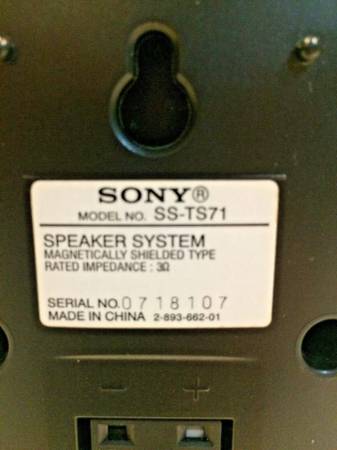 SONY®
MODEL NO. SS-TS71
SPEAKER SYSTEM
MAGNETICALLY SHIELDED TYPE
RATED IMPEDANCE : 3Ω
SERIAL NO. 0718107
MADE IN CHINA 2-893-662-01
— +